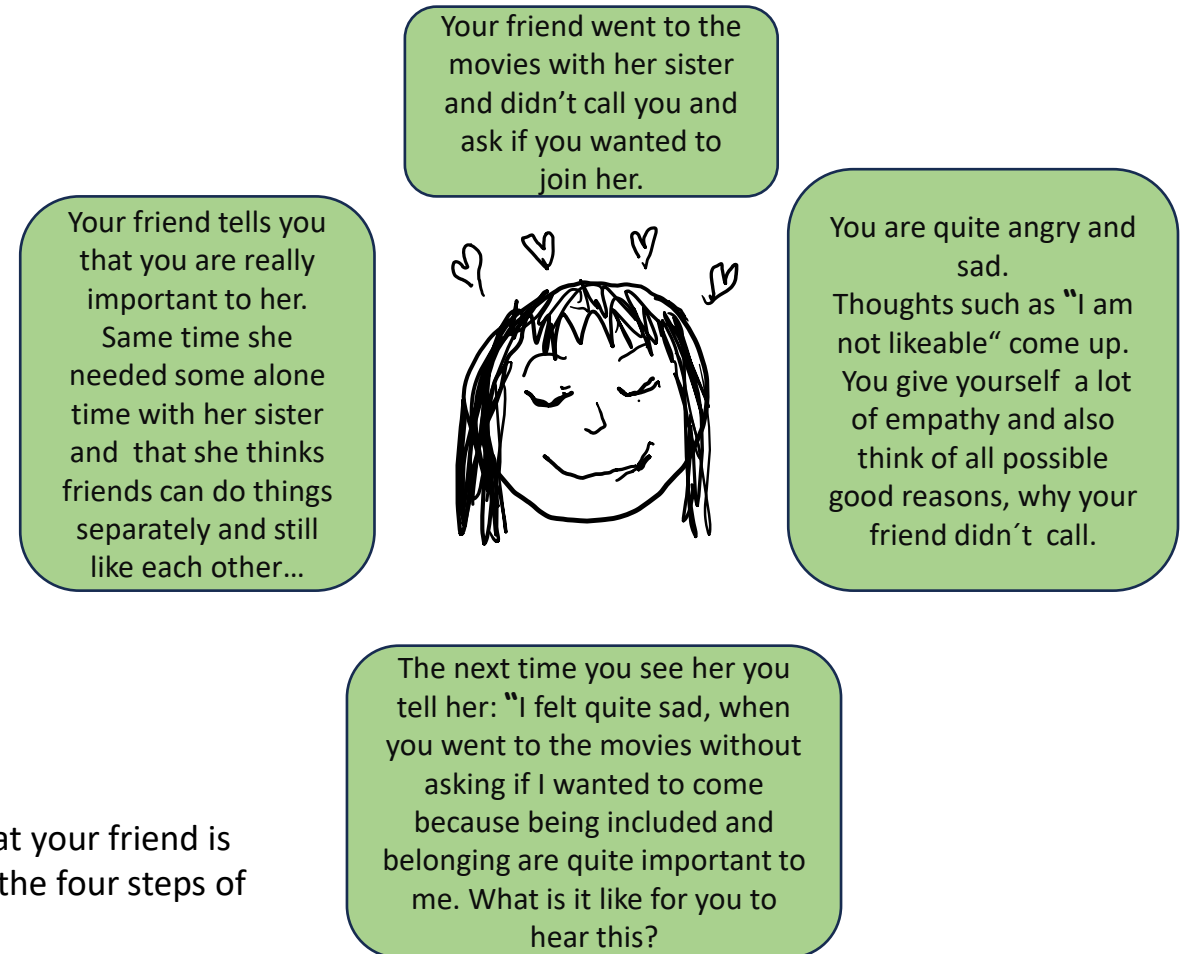 Your friend went to the
movies with her sister
and didn’t call you and
ask if you wanted to
join her.
You are quite angry and
sad.
Thoughts such as "I am
not likeable“ come up.
You give yourself a lot
of empathy and also
think of all possible
good reasons, why your
friend didn´t call.
The next time you see her you
tell her: "I felt quite sad, when
you went to the movies without
asking if I wanted to come
because being included and
belonging are quite important to
me. What is it like for you to
hear this?
Your friend tells you
that you are really
important to her.
Same time she
needed some alone
time with her sister
and that she thinks
friends can do things
separately and still
like each other…
at your friend is
the four steps of